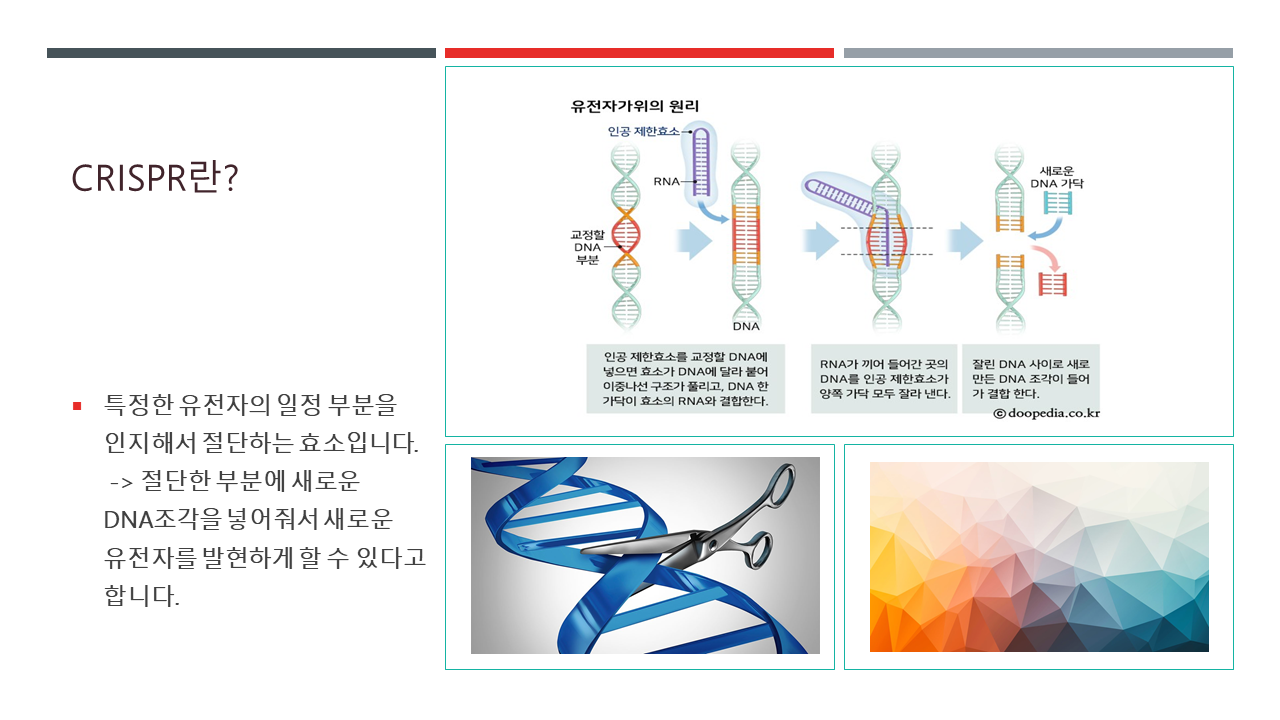 CRISPR란?
특정한 유전자의 일정 부분을
인지해서 절단하는 효소입니다.
-> 절단한 부분에 새로운
DNA조각을 넣어줘서 새로운
유전자를 발현하게 할 수 있다고
합니다.
유전자가위의 원리
인공 제한효소
RNA
교정할
DNA
부분
DNA
새로운
DNA 가닥
인공 제한효소를 교정할 DNA에
넣으면 효소가 DNA에 달라 붙어
이중나선 구조가 풀리고, DNA 한
가닥이 효소의 RNA와 결합한다.
RNA가 끼어 들어간 곳의
DNA를 인공 제한효소가
양쪽 가닥 모두 잘라 낸다.
잘린 DNA 사이로 새로
만든 DNA 조각이 들어
가 결합 한다.
ⓒ doopedia.co.kr